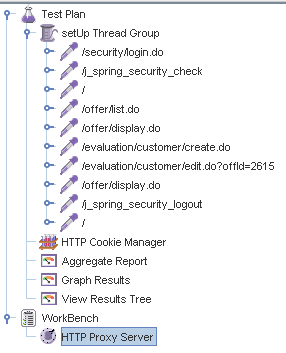 Test Plan
setUp Thread Group
/security/login.do
/j_spring_security_check
/
/offer/list.do
/offer/display.do
/evaluation/customer/create.do
/evaluation/customer/edit.do?offId=2615
/offer/display.do
/j_spring_security_logout
/
HTTP Cookie Manager
Aggregate Report
Graph Results
View Results Tree
WorkBench
HTTP Proxy Server